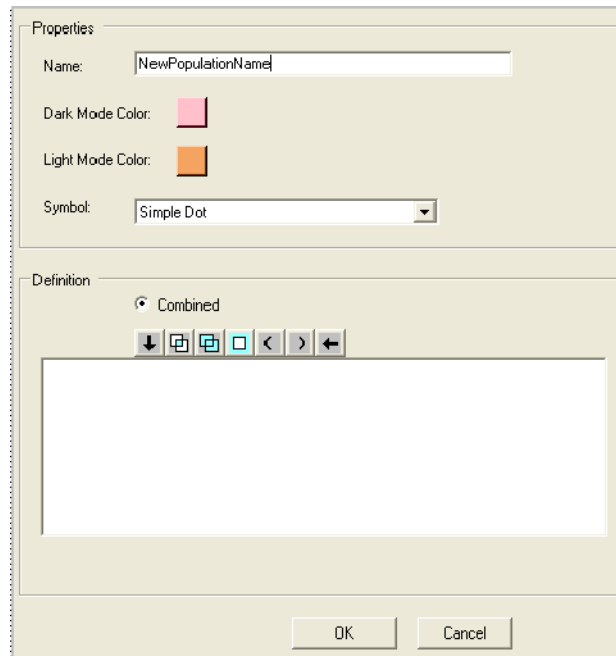 Properties
Name: NewPopulationName
Dark Mode Color:
Light Mode Color:
Symbol: Simple Dot
Definition
Combined
OK Cancel